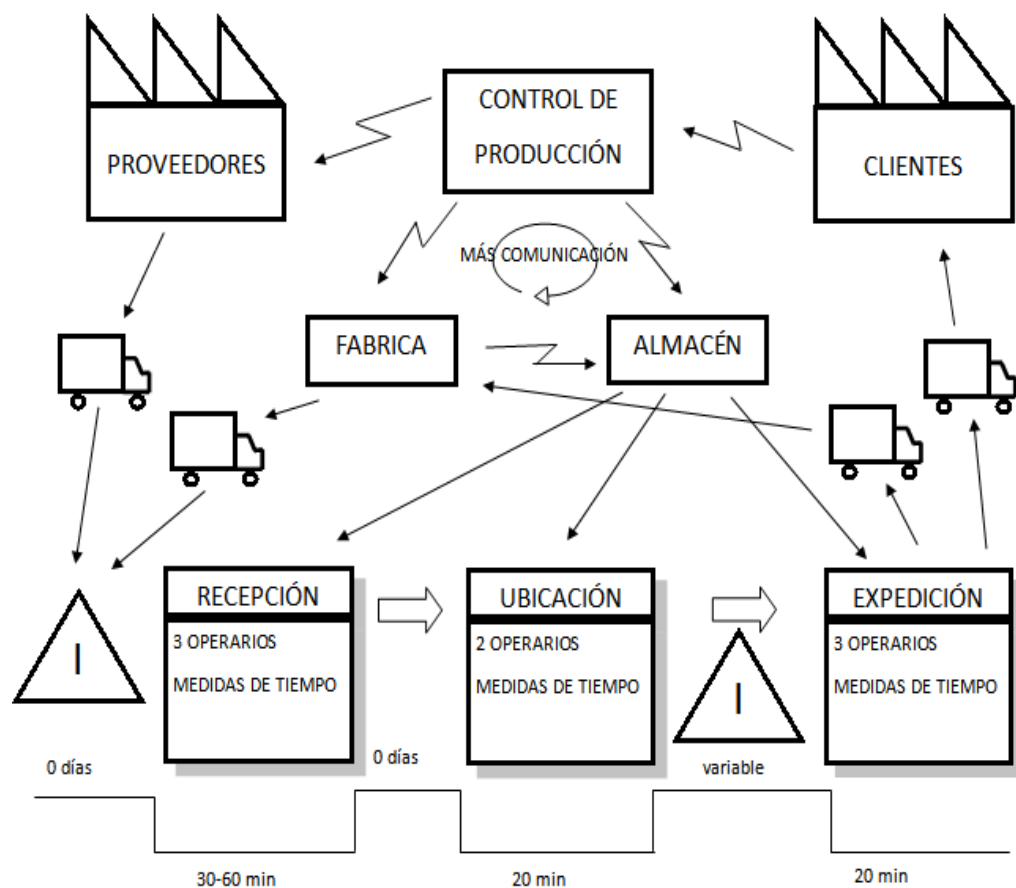 PROVEEDORES
CONTROL DE
PRODUCCIÓN
CLIENTES
MÁS COMUNICACIÓN
FABRICA
ALMACÉN
I
RECEPCIÓN
3 OPERARIOS
MEDIDAS DE TIEMPO
UBICACIÓN
2 OPERARIOS
MEDIDAS DE TIEMPO
I
EXPEDICIÓN
3 OPERARIOS
MEDIDAS DE TIEMPO
0 días
0 días
variable
30-60 min
20 min
20 min